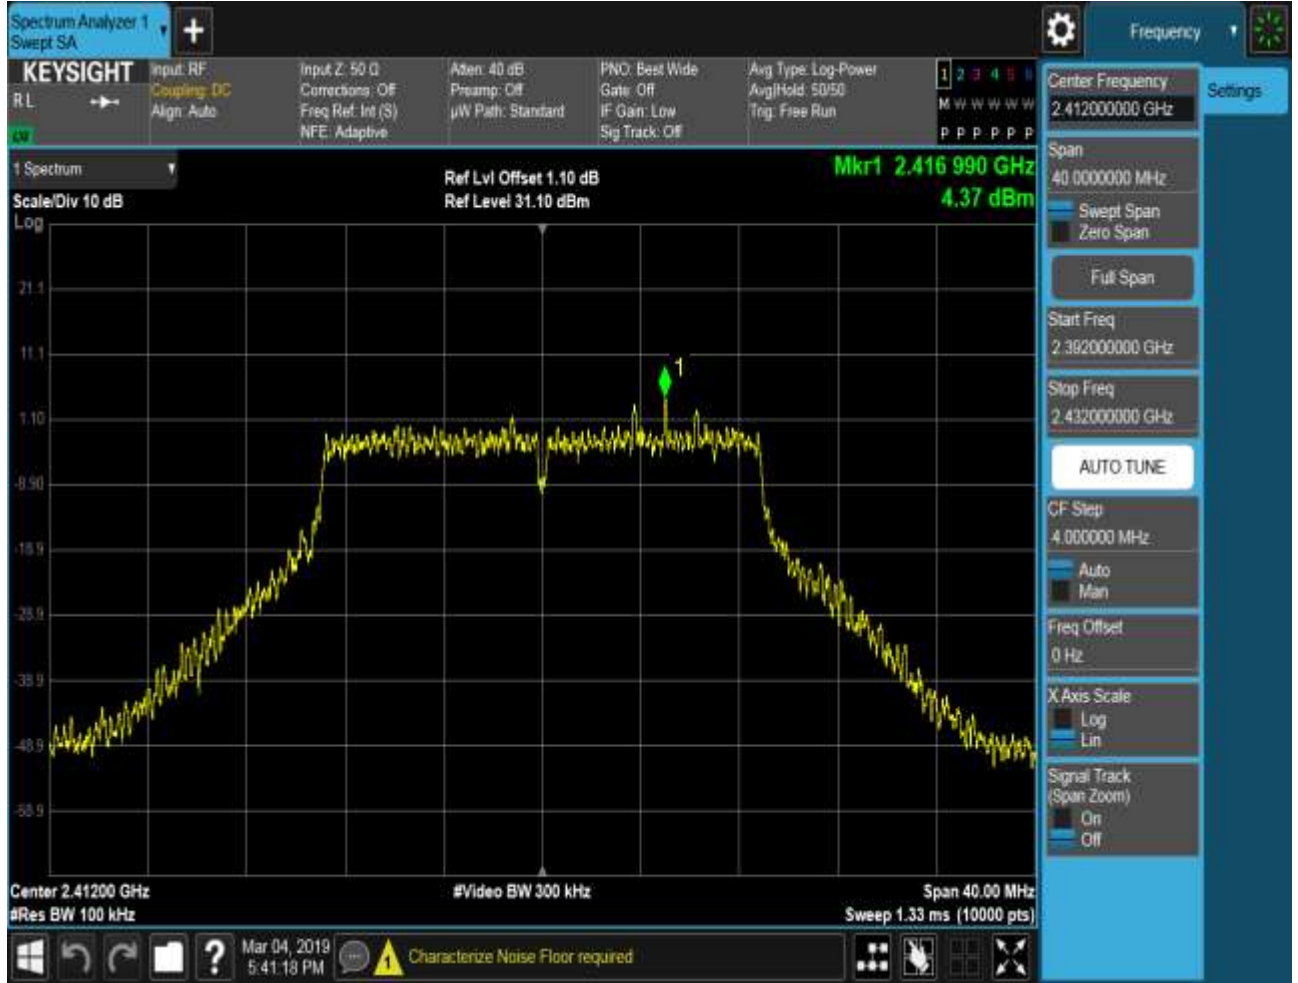 Spectrum Analyzer 1
Swept SA
Frequency
KEYSIGHT
RL
Input: RF
Coupling: DC
Align: Auto
Input Z: 50 Ω
Corrections: Off
Freq Ref: Int (S)
NFE: Adaptive
Atten: 40 dB
Preamp: Off
µW Path: Standard
PNO: Best Wide
Gate: Off
IF Gain: Low
Sig Track: Off
Avg Type: Log-Power
Avg|Hold: 50/50
Trig: Free Run
1 2 3 4 5 6
M W W W W W
P P P P P P
1 Spectrum
Scale/Div 10 dB
Log
Ref Lvl Offset 1.10 dB
Ref Level 31.10 dBm
Mkr1 2.416 990 GHz
4.37 dBm
21.1
11.1
1.10
-8.90
-18.9
-28.9
-38.9
-48.9
-58.9
1
Center 2.41200 GHz
#Res BW 100 kHz
#Video BW 300 kHz
Span 40.00 MHz
Sweep 1.33 ms (10000 pts)
Center Frequency
2.412000000 GHz
Settings
Span
40.0000000 MHz
Swept Span
Zero Span
Full Span
Start Freq
2.392000000 GHz
Stop Freq
2.432000000 GHz
AUTO TUNE
CF Step
4.000000 MHz
Auto
Man
Freq Offset
0 Hz
X Axis Scale
Log
Lin
Signal Track
(Span Zoom)
On
Off
?
Mar 04, 2019
5:41:18 PM
1
Characterize Noise Floor required